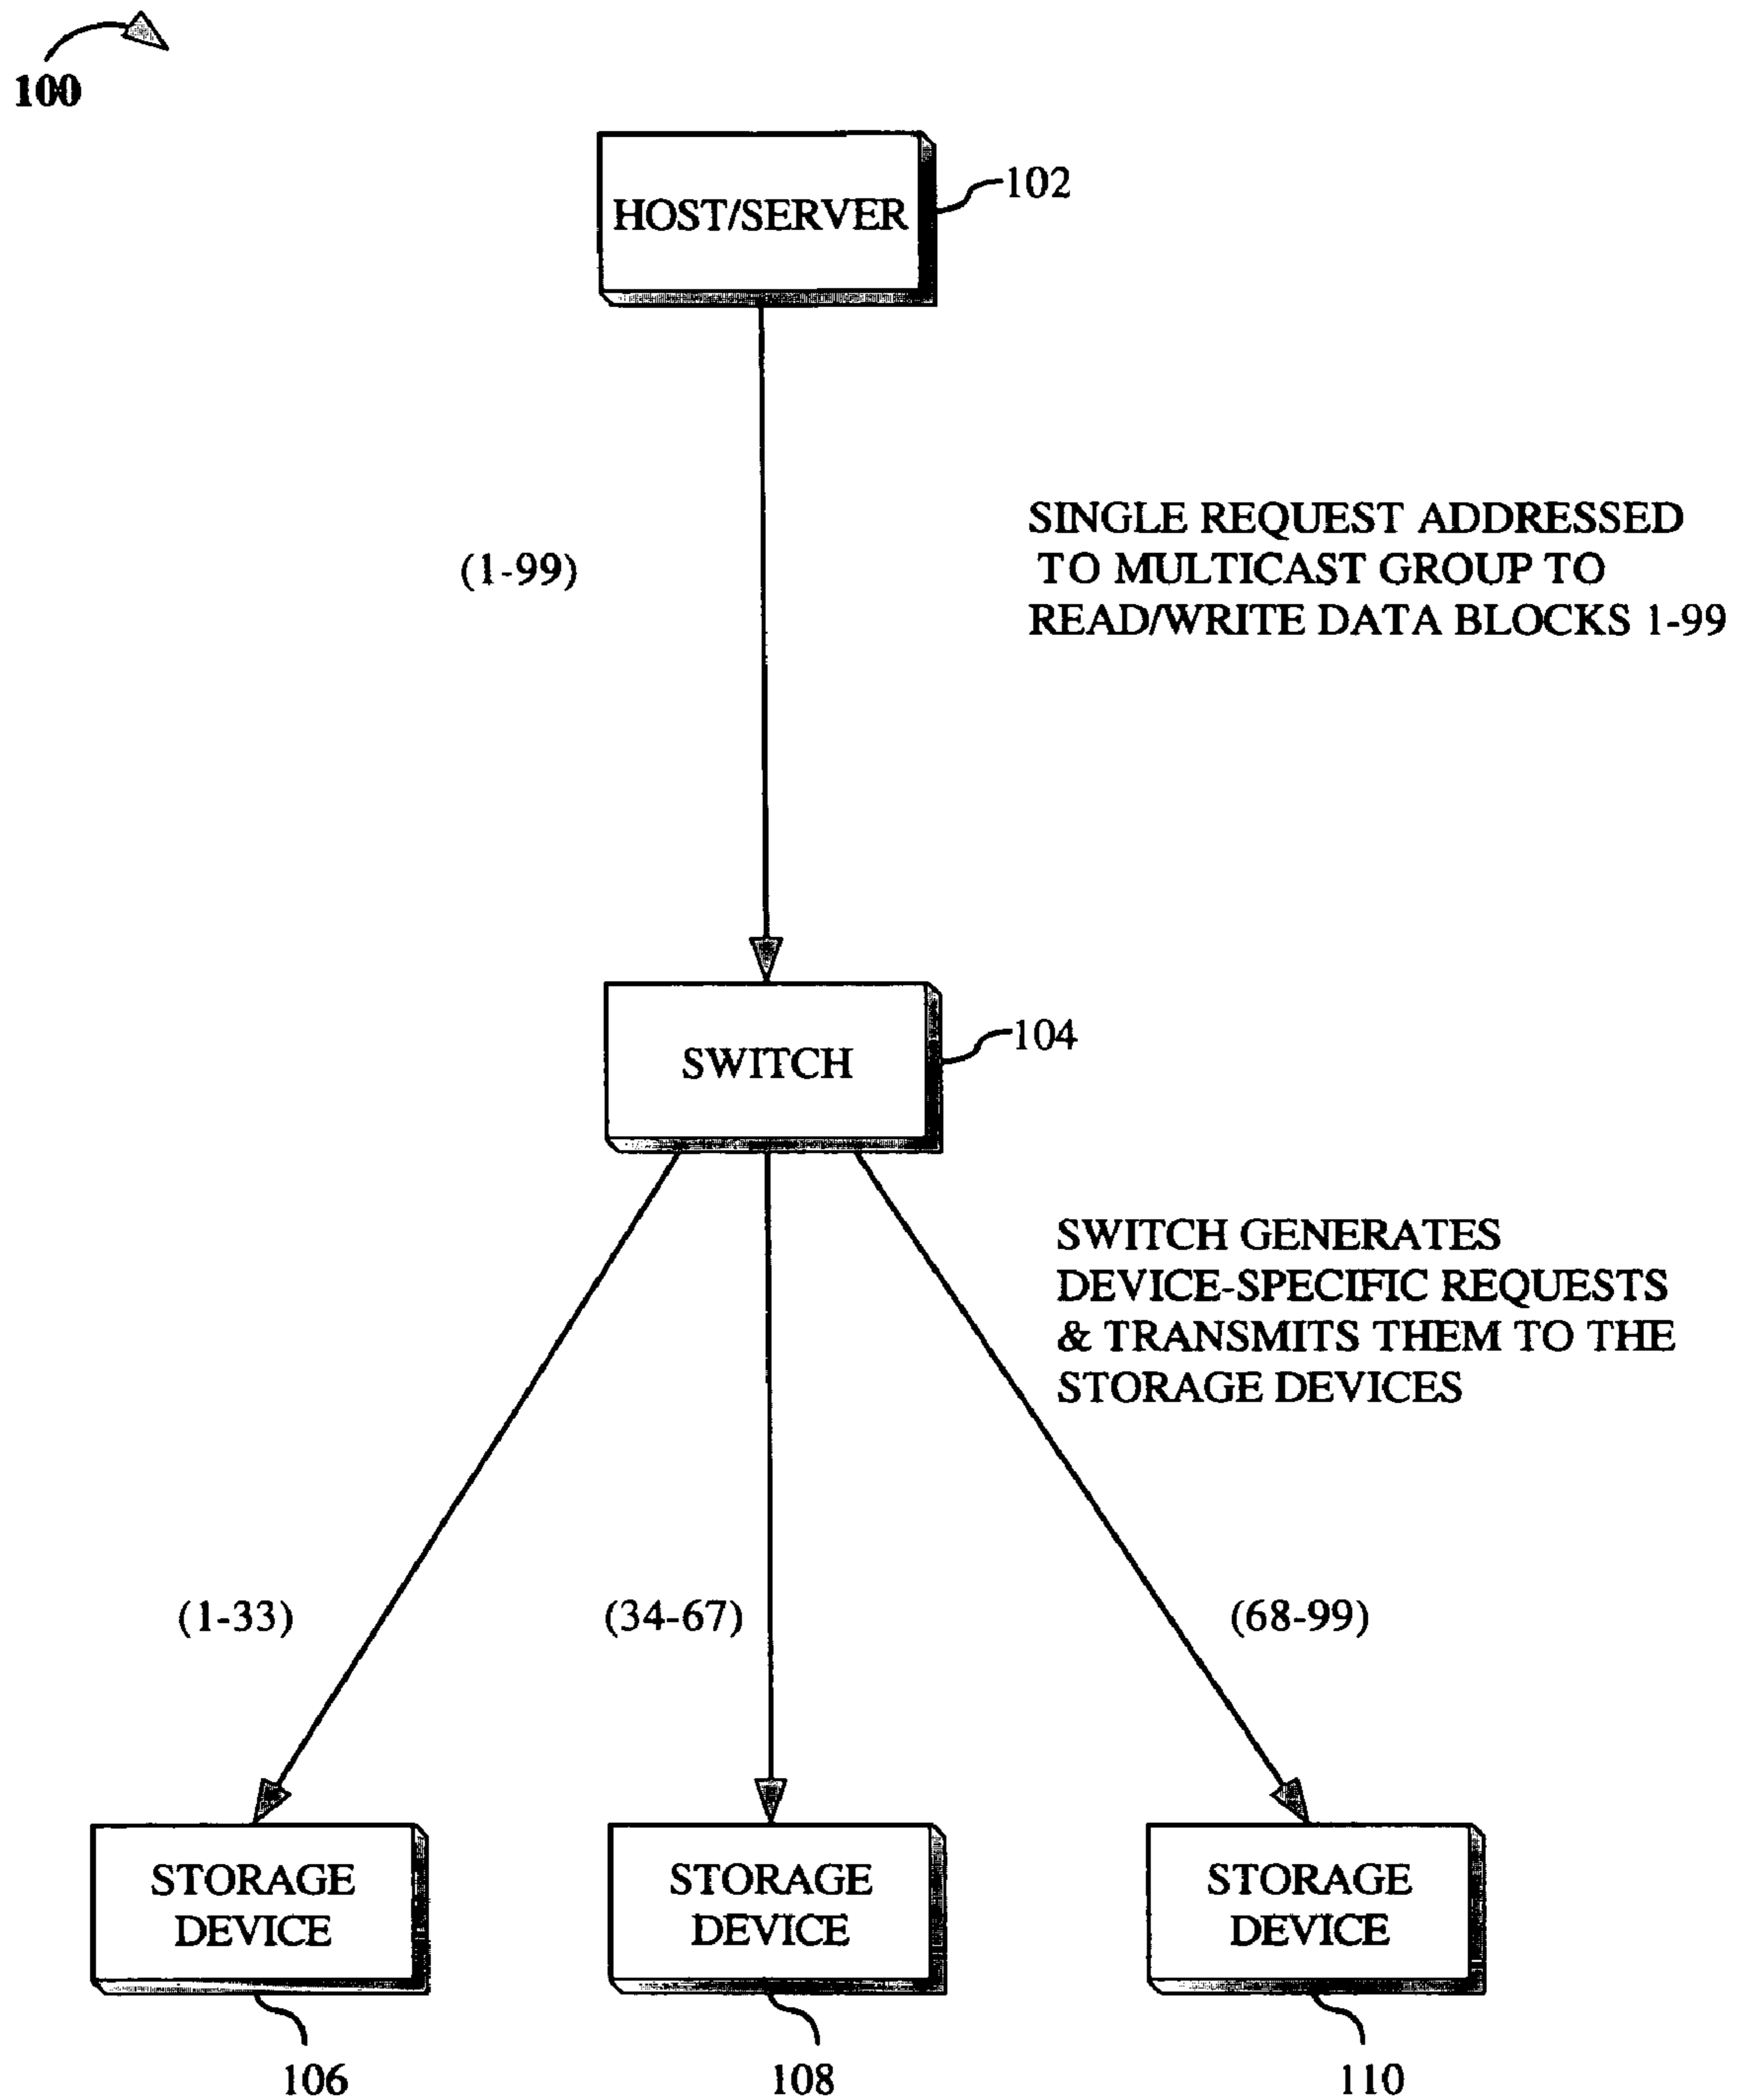 100
HOST/SERVER
102
(1-99)
SINGLE REQUEST ADDRESSED
TO MULTICAST GROUP TO
READ/WRITE DATA BLOCKS 1-99
SWITCH
104
SWITCH GENERATES
DEVICE-SPECIFIC REQUESTS
& TRANSMITS THEM TO THE
STORAGE DEVICES
(1-33)
(34-67)
(68-99)
STORAGE
DEVICE
STORAGE
DEVICE
STORAGE
DEVICE
106
108
110